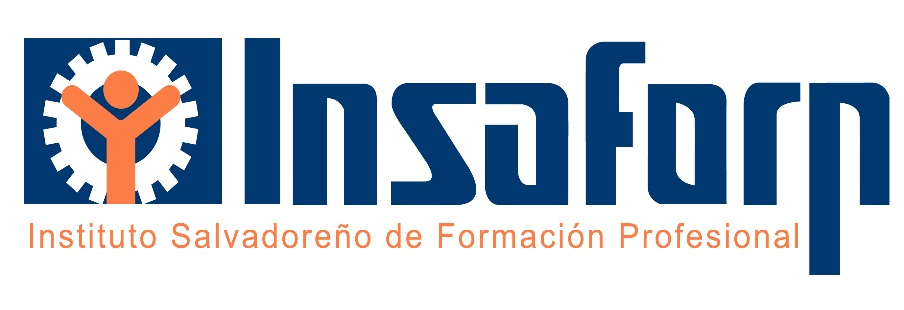 Insaforp
Instituto Salvadoreño de Formación Profesional